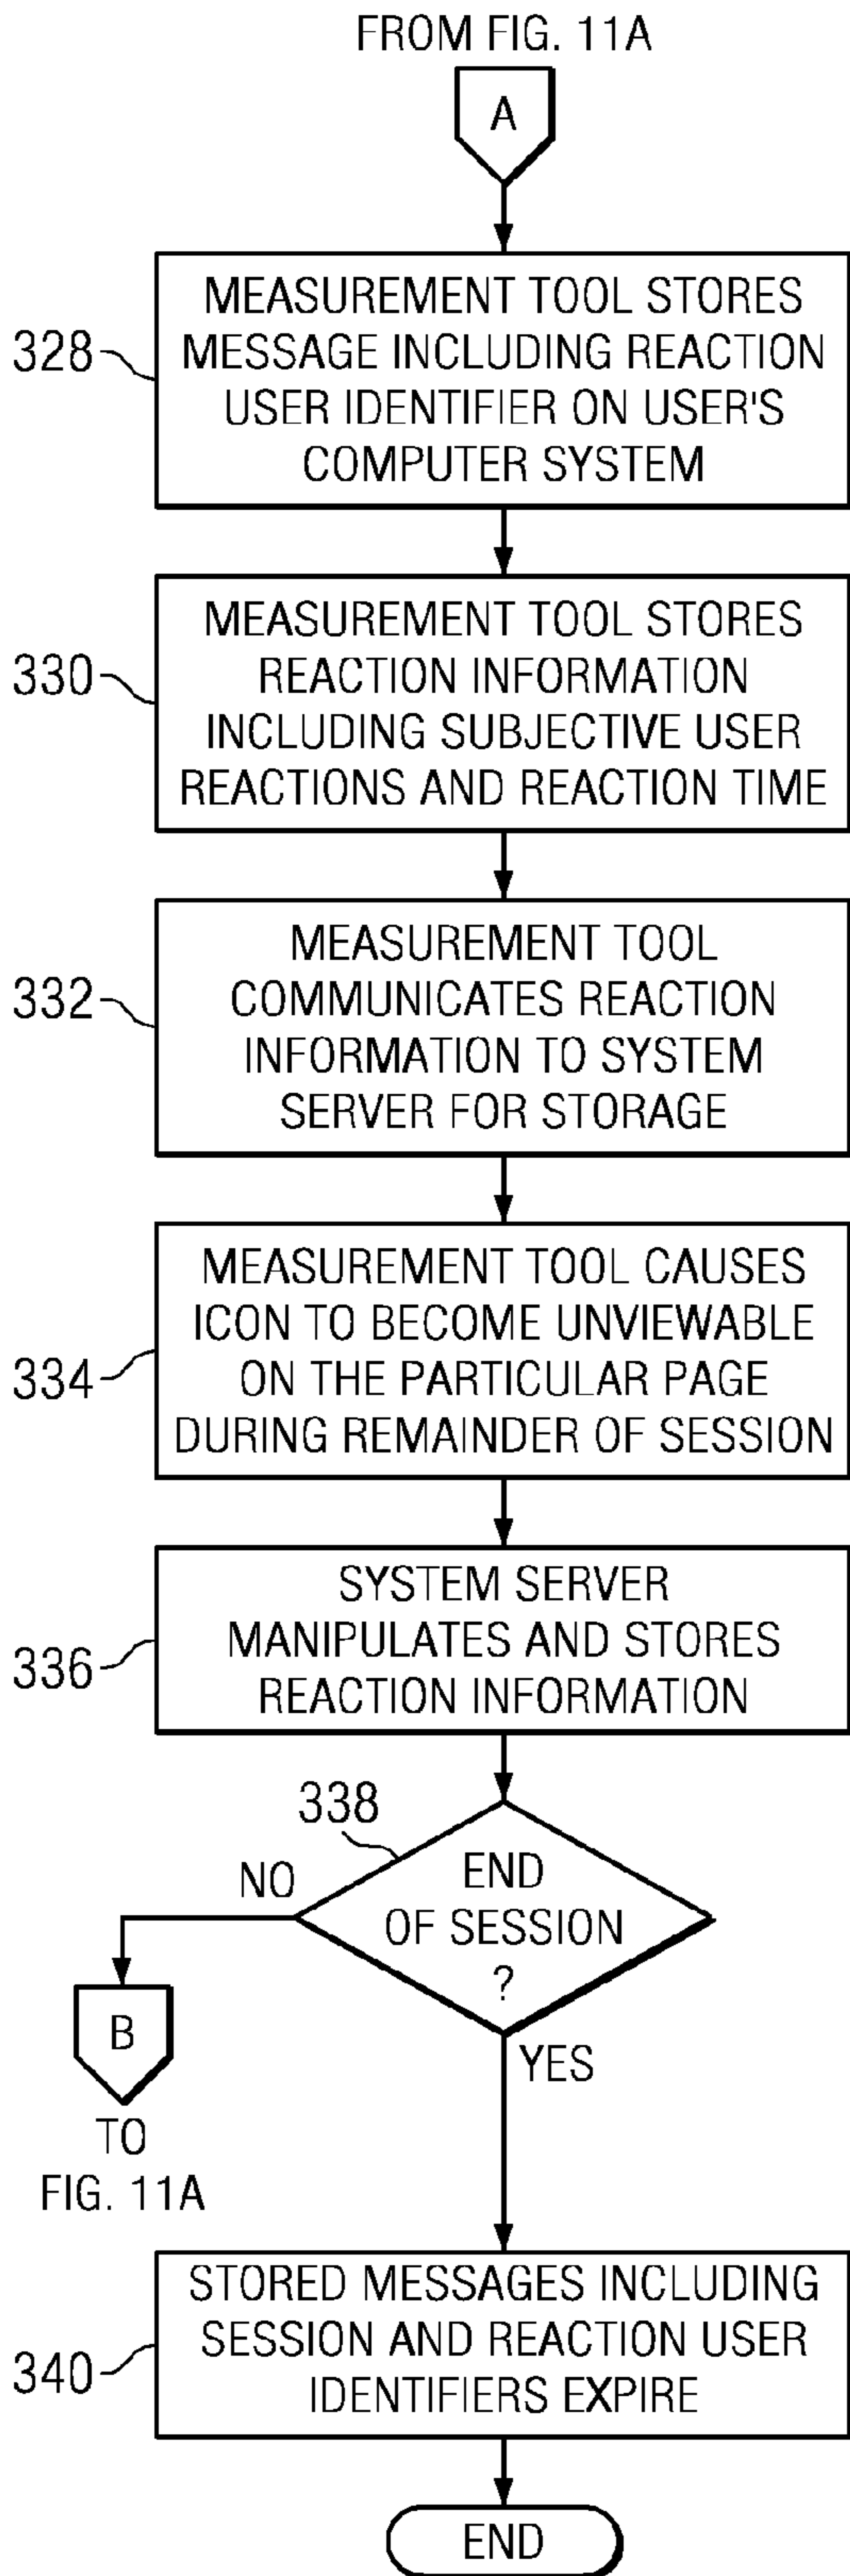 FROM FIG. 11A
A
328
MEASUREMENT TOOL STORES
MESSAGE INCLUDING REACTION
USER IDENTIFIER ON USER'S
COMPUTER SYSTEM
330
MEASUREMENT TOOL STORES
REACTION INFORMATION
INCLUDING SUBJECTIVE USER
REACTIONS AND REACTION TIME
332
MEASUREMENT TOOL
COMMUNICATES REACTION
INFORMATION TO SYSTEM
SERVER FOR STORAGE
334
MEASUREMENT TOOL CAUSES
ICON TO BECOME UNVIEWABLE
ON THE PARTICULAR PAGE
DURING REMAINDER OF SESSION
336
SYSTEM SERVER
MANIPULATES AND STORES
REACTION INFORMATION
338
END
OF SESSION
?
NO
B
TO
FIG. 11A
YES
340
STORED MESSAGES INCLUDING
SESSION AND REACTION USER
IDENTIFIERS EXPIRE
END